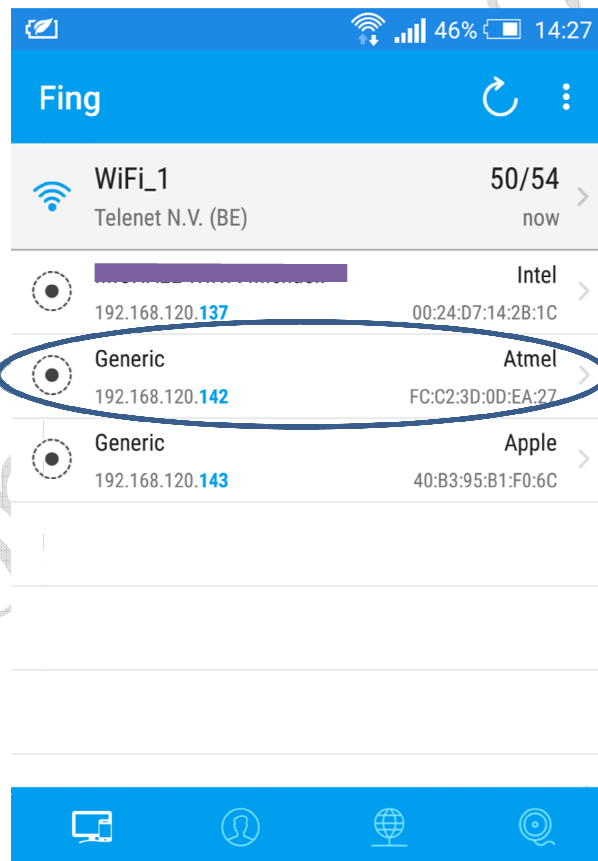 46% 14:27
Fing
WiFi_1 50/54
Telenet N.V. (BE) now
Intel
192.168.120.137 00:24:D7:14:2B:1C
Generic Atmel
192.168.120.142 FC:C2:3D:0D:EA:27
Generic Apple
192.168.120.143 40:B3:95:B1:F0:6C